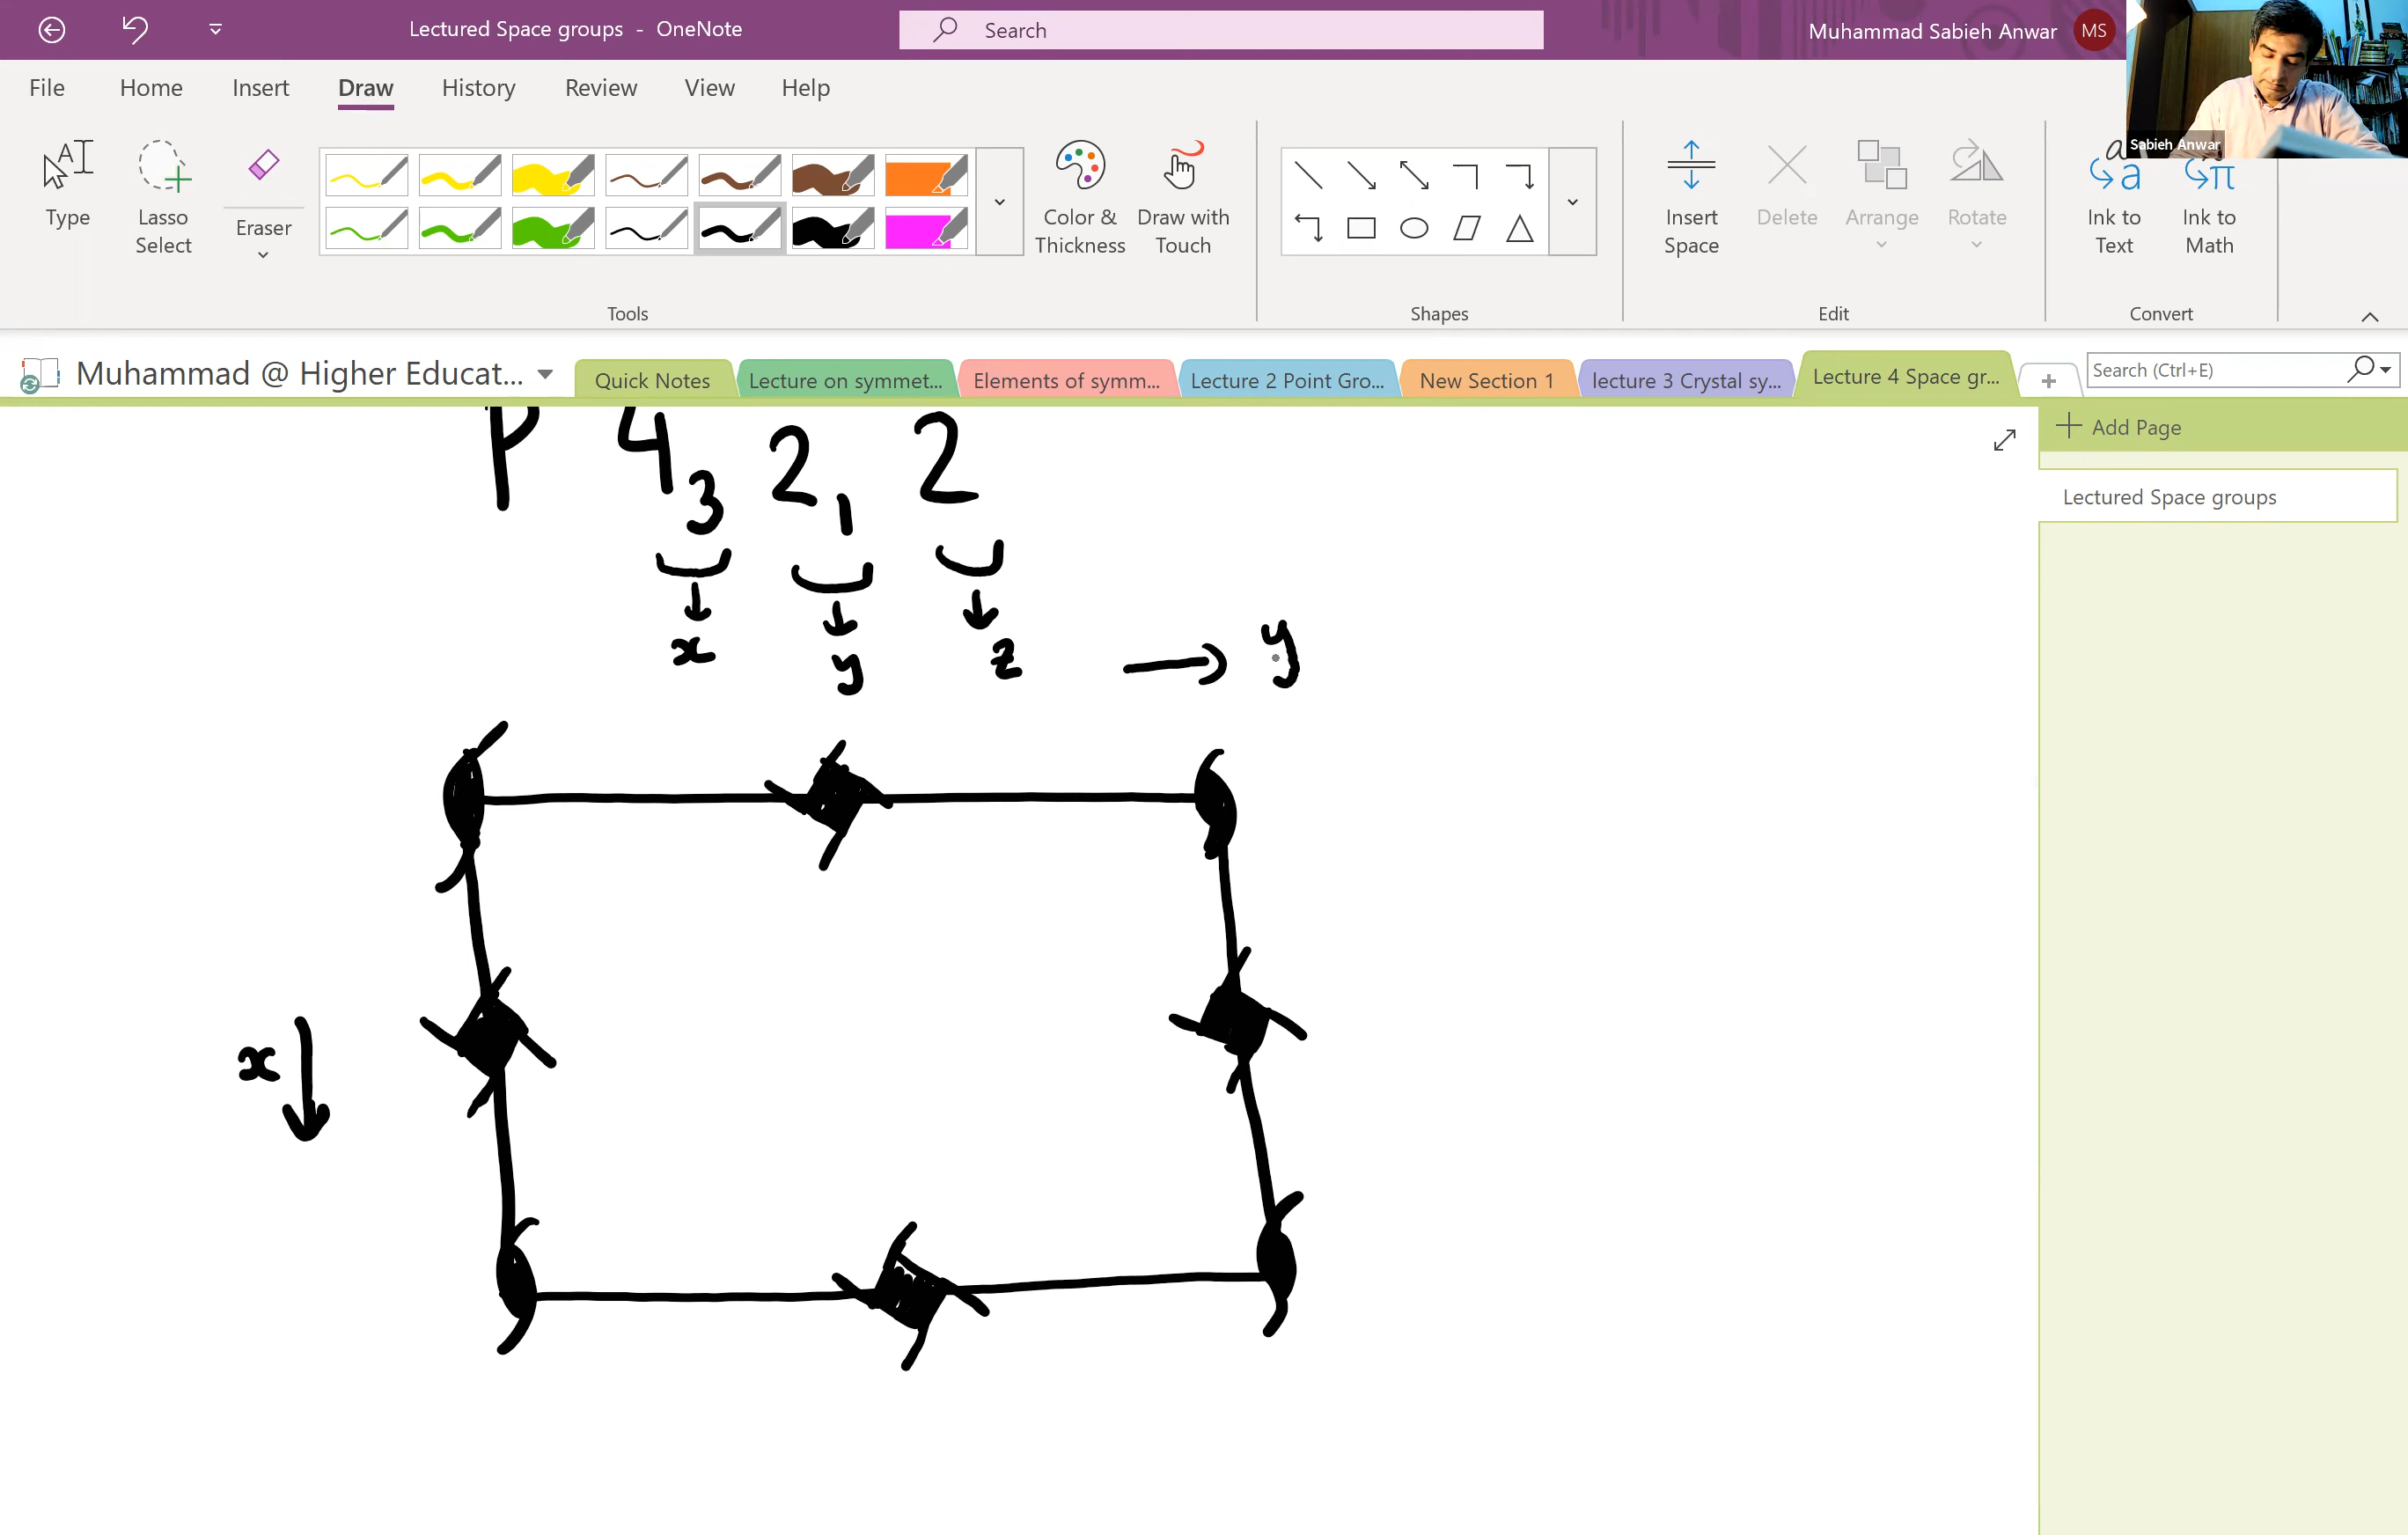 Lectured Space groups - OneNote
Search
Muhammad Sabieh Anwar MS
File Home Insert Draw History Review View Help
Sabieh Anwar
Type
Lasso Select
Eraser
Color & Thickness
Draw with Touch
Insert Space
Delete
Arrange
Rotate
Ink to Text
Ink to Math
Tools
Shapes
Edit
Convert
Muhammad @ Higher Educat...
Quick Notes
Lecture on symmet...
Elements of symm...
Lecture 2 Point Gro...
New Section 1
lecture 3 Crystal sy...
Lecture 4 Space gr...
Search (Ctrl+E)
Add Page
Lectured Space groups
P 4₃ 2₁ 2
x y z
→ y
x ↓